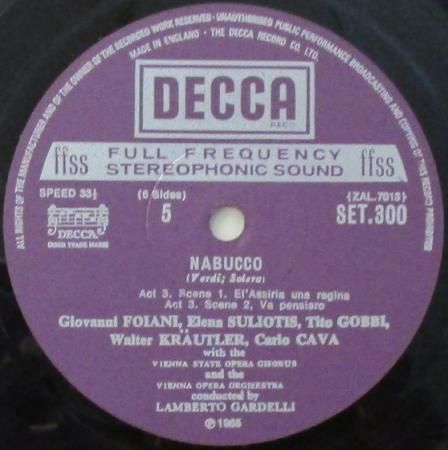 ALL RIGHTS OF THE MANUFACTURER AND OF THE OWNER OF THE RECORDED WORK RESERVED · UNAUTHORISED PUBLIC PERFORMANCE BROADCASTING AND COPYING OF THIS RECORD PROHIBITED
MADE IN ENGLAND · THE DECCA RECORD CO LTD.
DECCA
ffss FULL FREQUENCY ffss
STEREOPHONIC SOUND
SPEED 33⅓ (6 Sides) {ZAL.7013}
5 SET.300
DECCA
DISCO TRADE MARKS
NABUCCO
(Verdi; Solera)
Act 3. Scene 1. El'Assiria una regina
Act 3. Scene 2, Va pensiero
Giovanni FOIANI, Elena SULIOTIS, Tito GOBBI,
Walter KRÄUTLER, Carlo CAVA
with the
VIENNA STATE OPERA CHORUS
and the
VIENNA OPERA ORCHESTRA
conducted by
LAMBERTO GARDELLI
℗ 1965